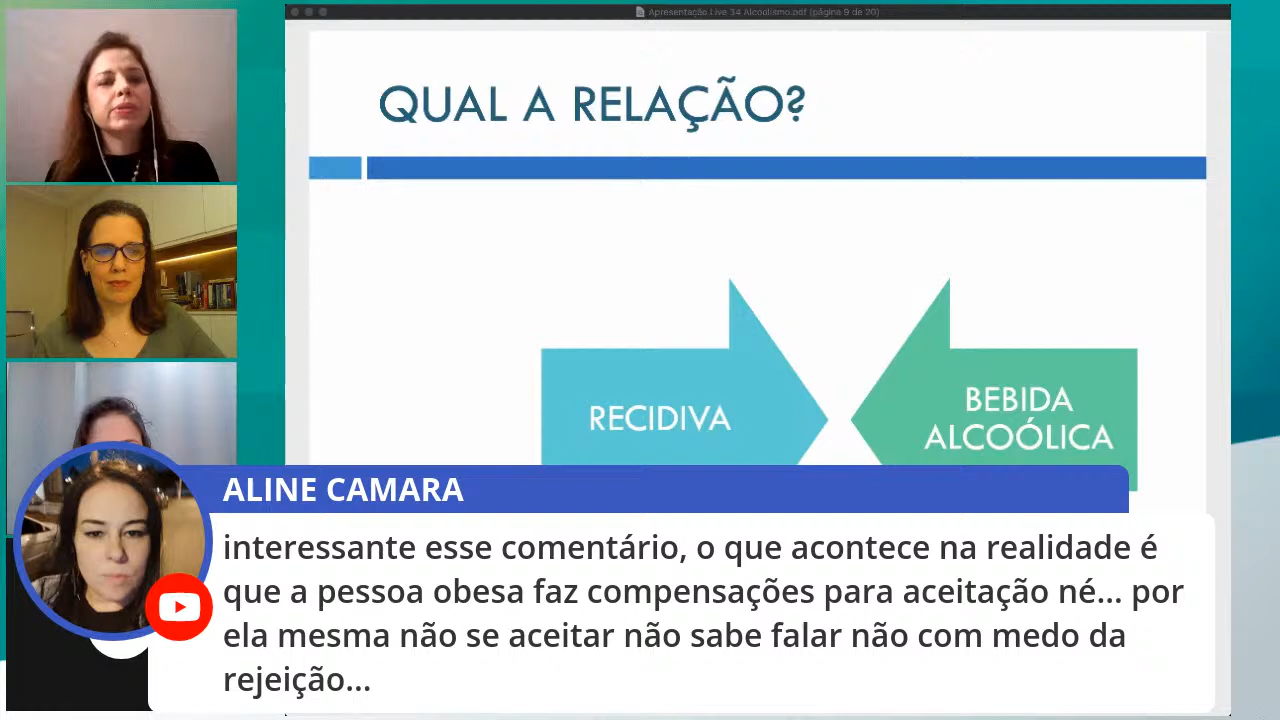 Apresentação Live 34 Alcoolismo.pdf (página 9 de 20)
QUAL A RELAÇÃO?
RECIDIVA
BEBIDA
ALCOÓLICA
ALINE CAMARA
interessante esse comentário, o que acontece na realidade é
que a pessoa obesa faz compensações para aceitação né... por
ela mesma não se aceitar não sabe falar não com medo da
rejeição...